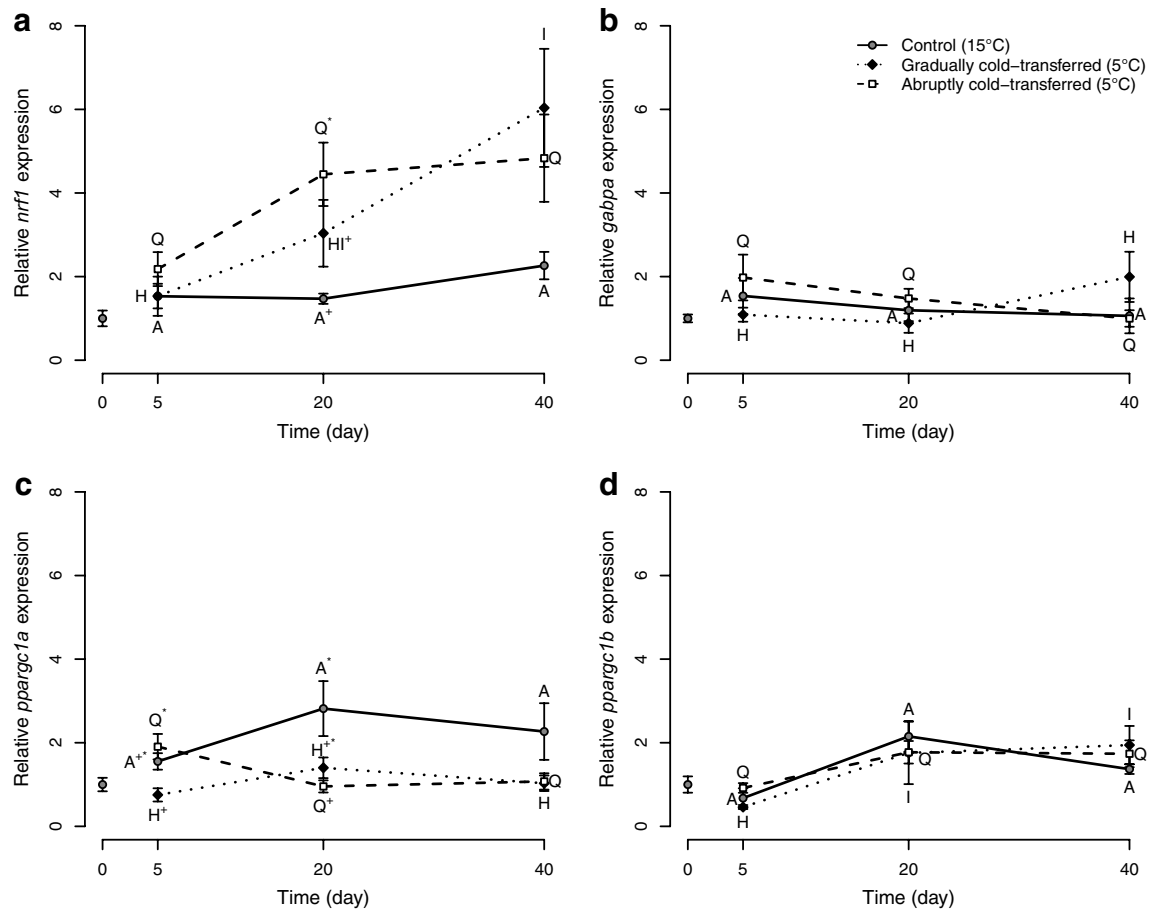 a
Relative nrf1 expression
8
6
4
2
0
I
Q*
Q
Q
HI+
H
A
A+
A
0 5 20 40
Time (day)
b
Relative gabpa expression
8
6
4
2
0
Control (15°C)
Gradually cold−transferred (5°C)
Abruptly cold−transferred (5°C)
Q
Q
H
A
A
A
H
H
Q
0 5 20 40
Time (day)
c
Relative ppargc1a expression
8
6
4
2
0
A*
A
Q*
A+*
H+*
Q
H+
Q+
H
0 5 20 40
Time (day)
d
Relative ppargc1b expression
8
6
4
2
0
A
I
Q
Q
Q
A
A
H
I
0 5 20 40
Time (day)